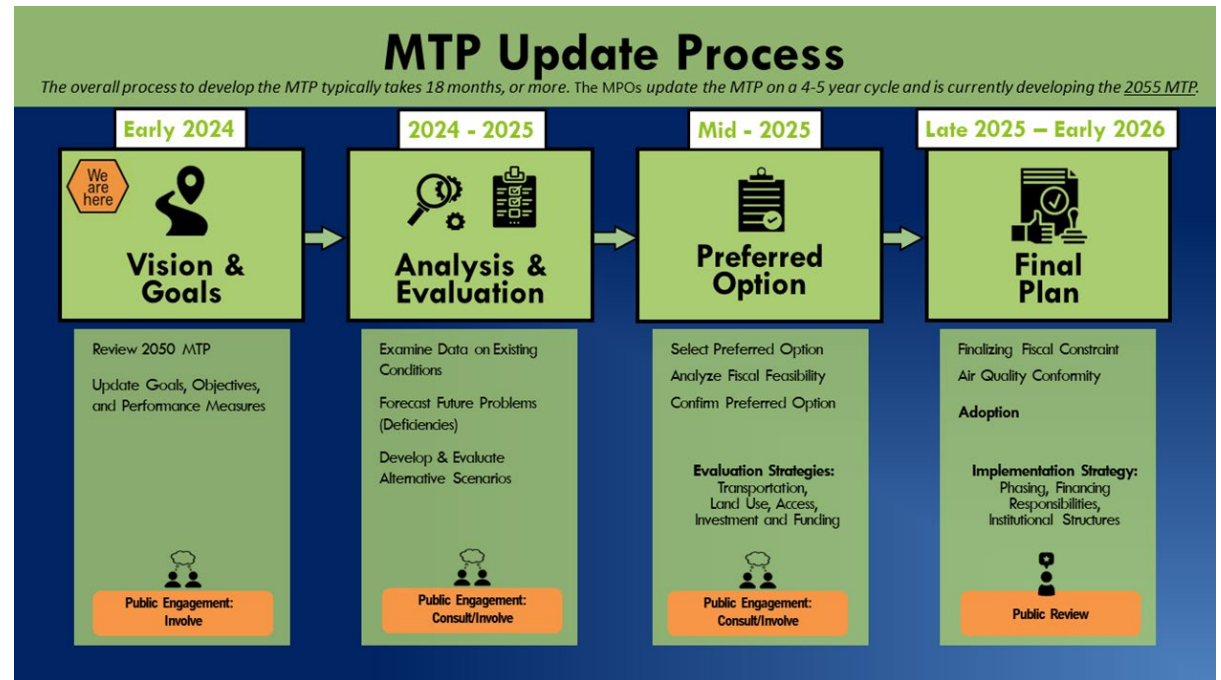 MTP Update Process
The overall process to develop the MTP typically takes 18 months, or more. The MPOs update the MTP on a 4-5 year cycle and is currently developing the 2055 MTP.
Early 2024
We
are
here
Vision &
Goals
Review 2050 MTP
Update Goals, Objectives,
and Performance Measures
Public Engagement:
Involve
2024 - 2025
Analysis &
Evaluation
Examine Data on Existing
Conditions
Forecast Future Problems
(Deficiencies)
Develop & Evaluate
Alternative Scenarios
Public Engagement:
Consult/Involve
Mid - 2025
Preferred
Option
Select Preferred Option
Analyze Fiscal Feasibility
Confirm Preferred Option
Evaluation Strategies:
Transportation,
Land Use, Access,
Investment and Funding
Public Engagement:
Consult/Involve
Late 2025 – Early 2026
Final
Plan
Finalizing Fiscal Constraint
Air Quality Conformity
Adoption
Implementation Strategy:
Phasing, Financing
Responsibilities,
Institutional Structures
Public Review